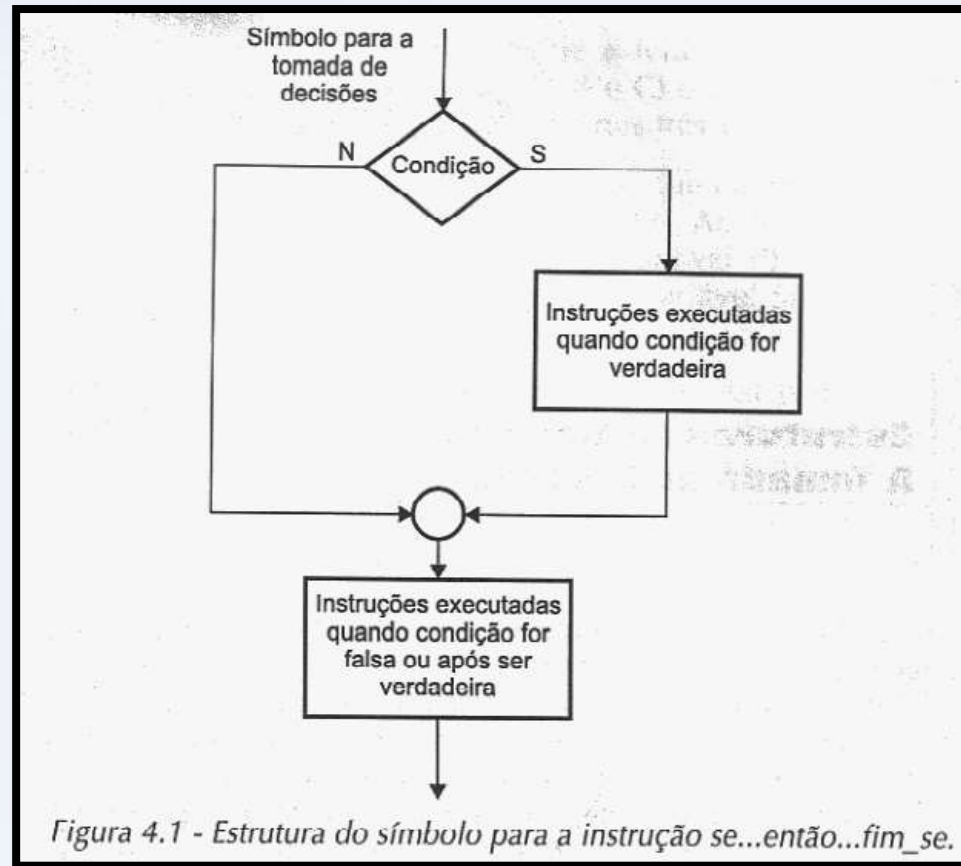 Símbolo para a
tomada de
decisões
N
Condição
S
Instruções executadas
quando condição for
verdadeira
Instruções executadas
quando condição for
falsa ou após ser
verdadeira
Figura 4.1 - Estrutura do símbolo para a instrução se...então...fim_se.